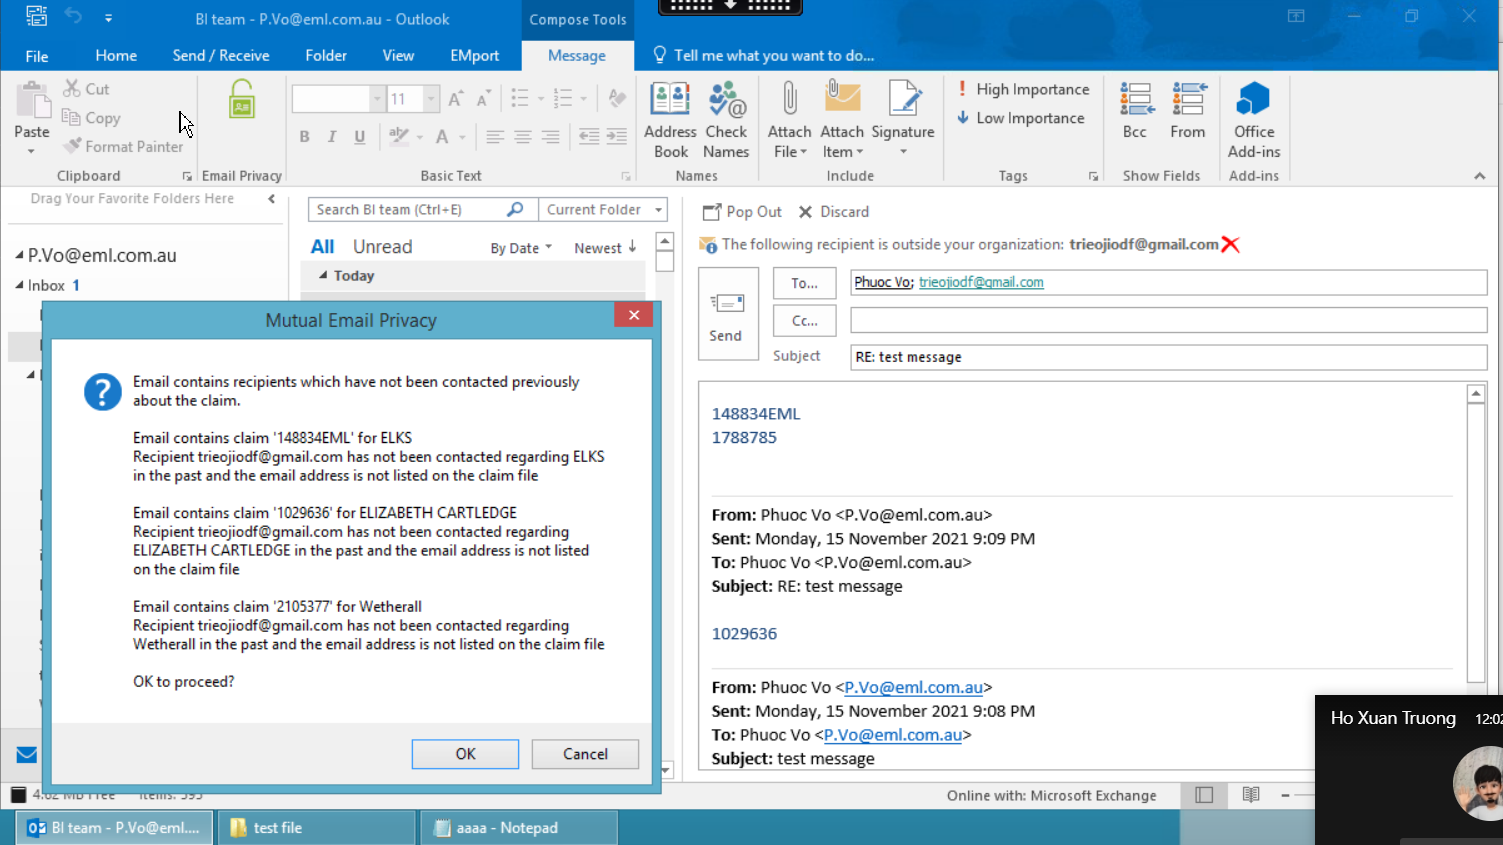 BI team - P.Vo@eml.com.au - Outlook
Compose Tools
File
Home
Send / Receive
Folder
View
EMport
Message
Tell me what you want to do...
Paste
Cut
Copy
Format Painter
Clipboard
Email Privacy
11
B I U
A
Basic Text
Address Book
Check Names
Names
Attach File
Attach Item
Signature
Include
High Importance
Low Importance
Tags
Bcc
From
Show Fields
Office Add-ins
Add-ins
Drag Your Favorite Folders Here
P.Vo@eml.com.au
Inbox 1
Search BI team (Ctrl+E)
Current Folder
All
Unread
By Date
Newest
Today
Pop Out
Discard
The following recipient is outside your organization: trieojiodf@gmail.com
Send
To...
Phuoc Vo; trieojiodf@gmail.com
Cc...
Subject
RE: test message
148834EML
1788785
From: Phuoc Vo <P.Vo@eml.com.au>
Sent: Monday, 15 November 2021 9:09 PM
To: Phuoc Vo <P.Vo@eml.com.au>
Subject: RE: test message
1029636
From: Phuoc Vo <P.Vo@eml.com.au>
Sent: Monday, 15 November 2021 9:08 PM
To: Phuoc Vo <P.Vo@eml.com.au>
Subject: test message
Mutual Email Privacy
Email contains recipients which have not been contacted previously
about the claim.
Email contains claim '148834EML' for ELKS
Recipient trieojiodf@gmail.com has not been contacted regarding ELKS
in the past and the email address is not listed on the claim file
Email contains claim '1029636' for ELIZABETH CARTLEDGE
Recipient trieojiodf@gmail.com has not been contacted regarding
ELIZABETH CARTLEDGE in the past and the email address is not listed
on the claim file
Email contains claim '2105377' for Wetherall
Recipient trieojiodf@gmail.com has not been contacted regarding
Wetherall in the past and the email address is not listed on the claim file
OK to proceed?
OK
Cancel
Ho Xuan Truong
12:02
Online with: Microsoft Exchange
BI team - P.Vo@eml....
test file
aaaa - Notepad